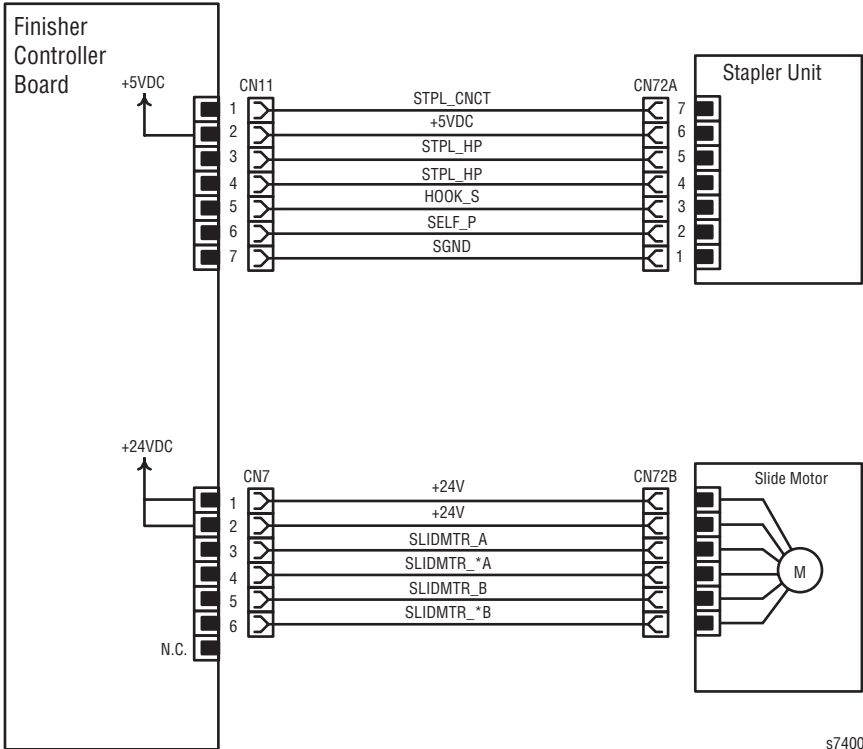 Finisher
Controller
Board
+5VDC
CN11
CN72A
Stapler Unit
1 STPL_CNCT 7
2 +5VDC 6
3 STPL_HP 5
4 STPL_HP 4
5 HOOK_S 3
6 SELF_P 2
7 SGND 1
+24VDC
CN7
CN72B
Slide Motor
1 +24V
2 +24V
3 SLIDMTR_A
4 SLIDMTR_*A
5 SLIDMTR_B
6 SLIDMTR_*B
N.C.
M
s7400